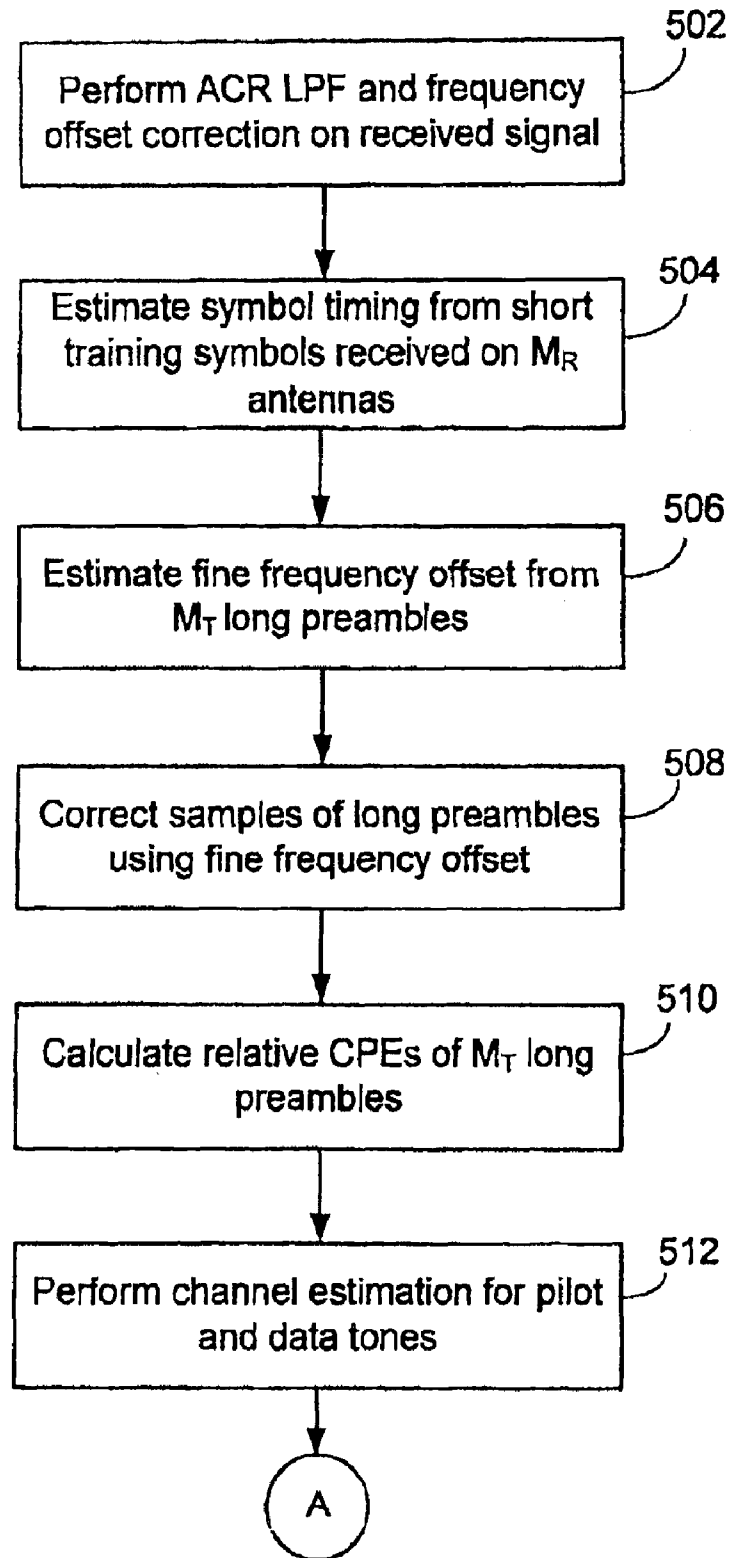 502
Perform ACR LPF and frequency
offset correction on received signal
504
Estimate symbol timing from short
training symbols received on MR
antennas
506
Estimate fine frequency offset from
MT long preambles
508
Correct samples of long preambles
using fine frequency offset
510
Calculate relative CPEs of MT long
preambles
512
Perform channel estimation for pilot
and data tones
A